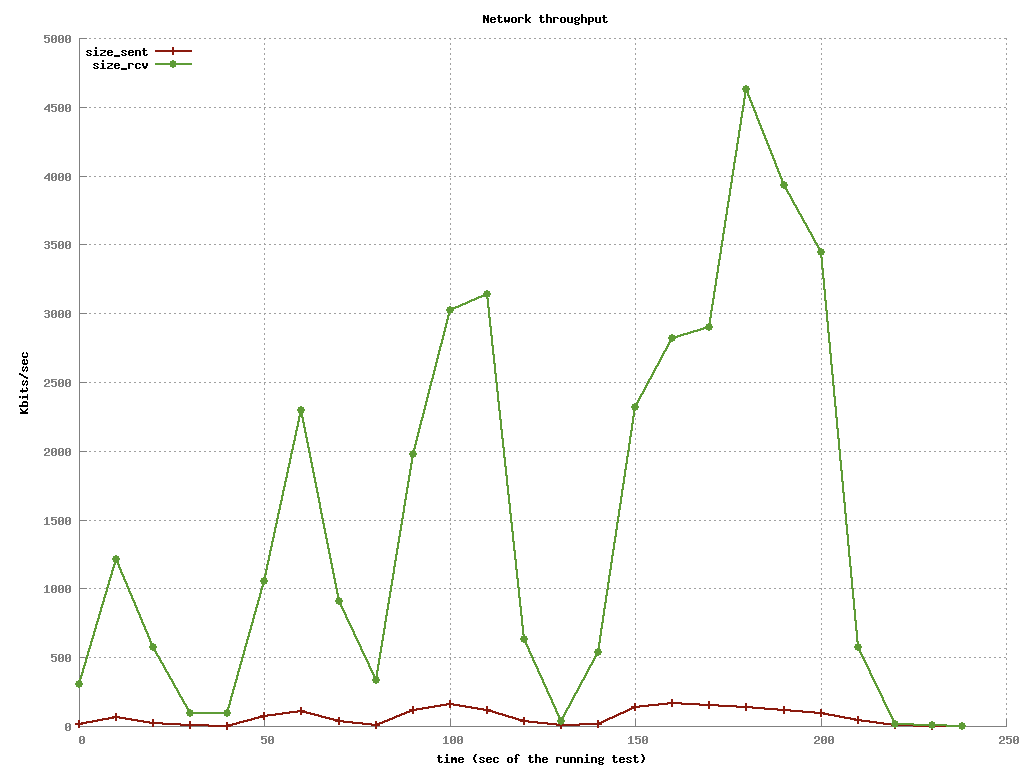 Network throughput
5000
size_sent
size_rcv
4500
4000
3500
3000
2500
2000
1500
1000
500
0
Kbits/sec
0 50 100 150 200 250
time (sec of the running test)